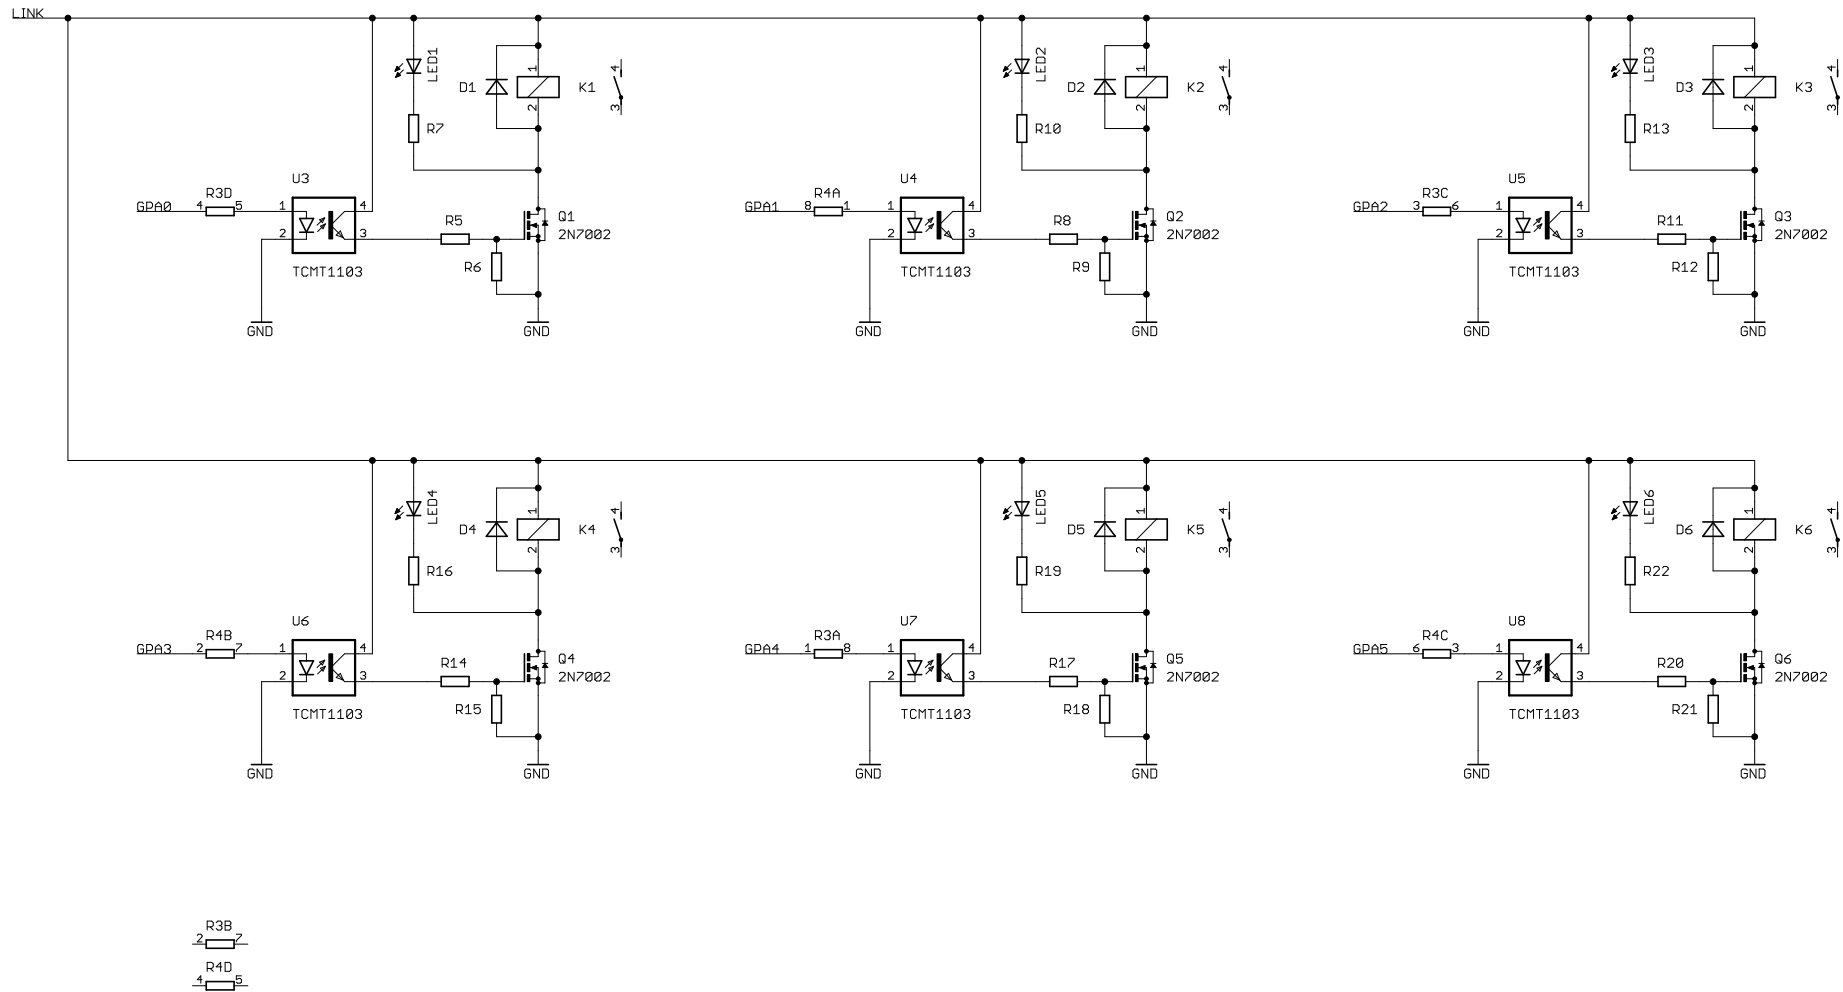 LINK
LED1
D1
1
2
K1
4
3
R7
LED2
D2
1
2
K2
4
3
R10
LED3
D3
1
2
K3
4
3
R13
GPA0
4
R3D
5
U3
1
2
4
3
TCMT1103
R5
R6
Q1
2N7002
GND
GND
GPA1
8
R4A
1
U4
1
2
4
3
TCMT1103
R8
R9
Q2
2N7002
GND
GND
GPA2
3
R3C
6
U5
1
2
4
3
TCMT1103
R11
R12
Q3
2N7002
GND
GND
LED4
D4
1
2
K4
4
3
R16
LED5
D5
1
2
K5
4
3
R19
LED6
D6
1
2
K6
4
3
R22
GPA3
2
R4B
7
U6
1
2
4
3
TCMT1103
R14
R15
Q4
2N7002
GND
GND
GPA4
1
R3A
8
U7
1
2
4
3
TCMT1103
R17
R18
Q5
2N7002
GND
GND
GPA5
6
R4C
3
U8
1
2
4
3
TCMT1103
R20
R21
Q6
2N7002
GND
GND
R3B
2 7
R4D
4 5